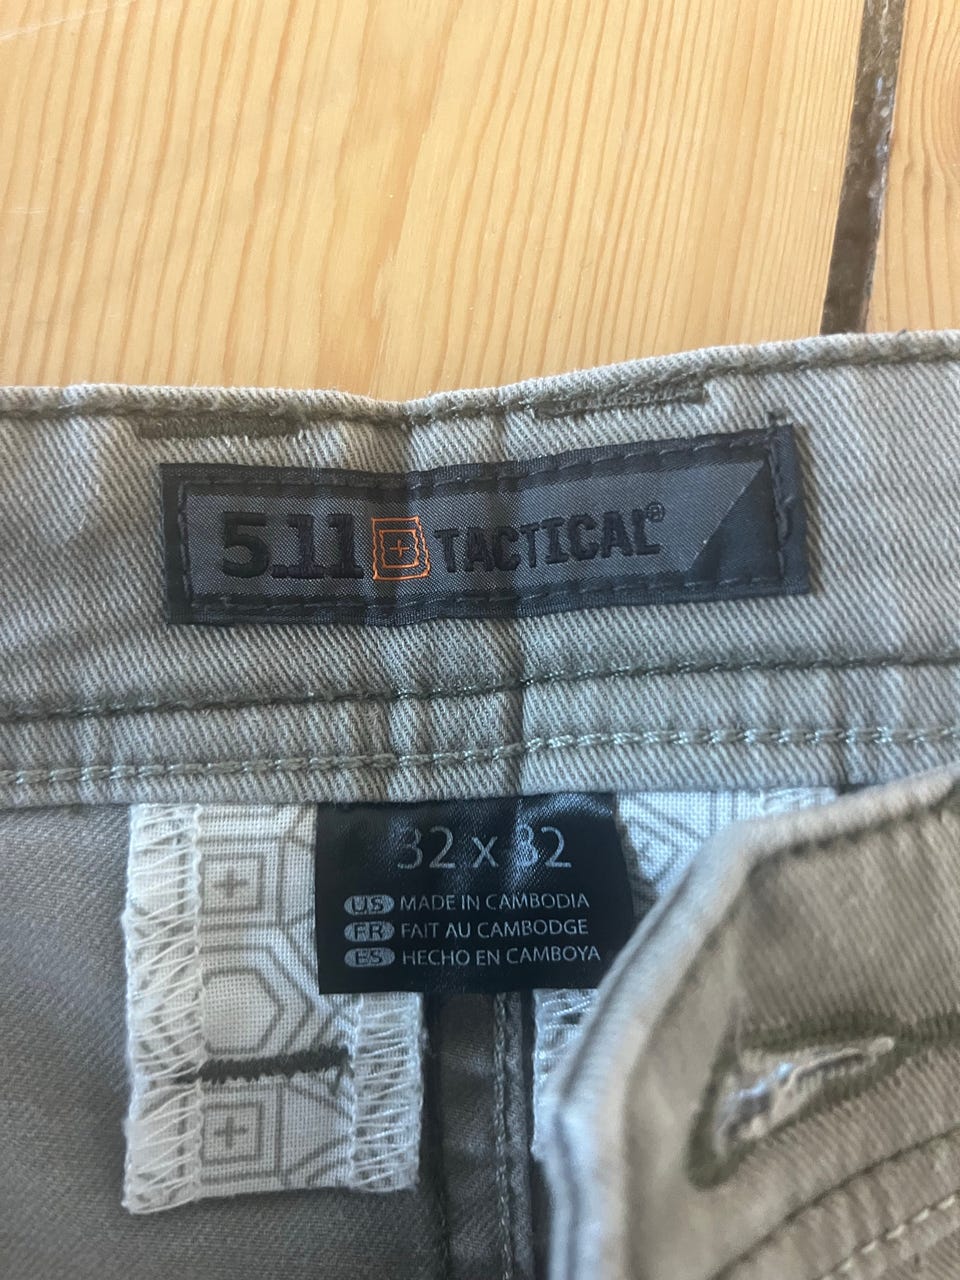 5.11 TACTICAL®
32 x 32
US MADE IN CAMBODIA
FR FAIT AU CAMBODGE
ES HECHO EN CAMBOYA